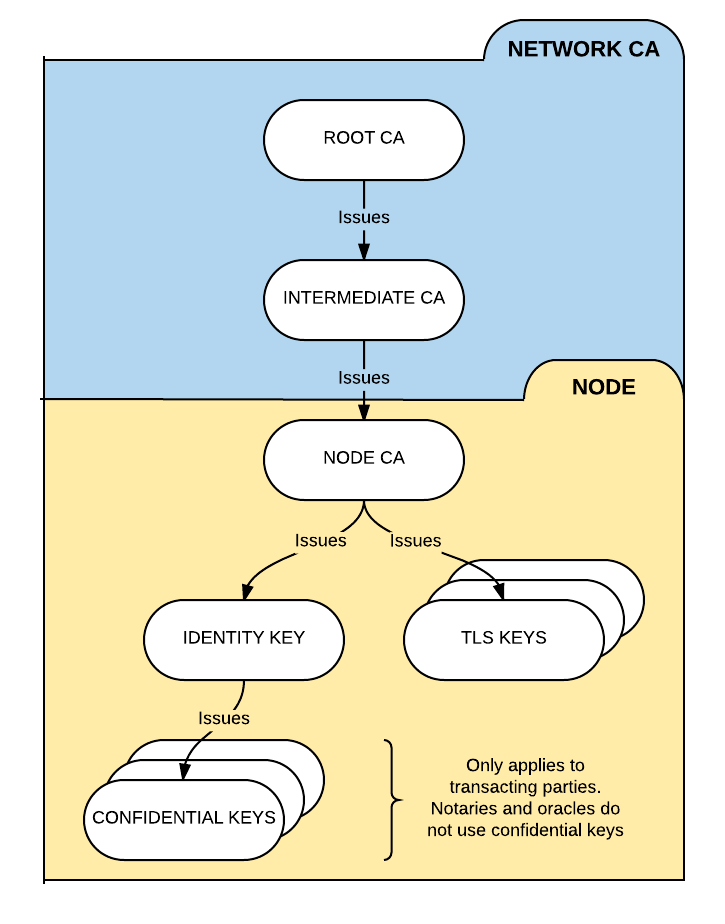 NETWORK CA
ROOT CA
Issues
INTERMEDIATE CA
Issues
NODE
NODE CA
Issues
Issues
IDENTITY KEY
TLS KEYS
Issues
CONFIDENTIAL KEYS
Only applies to
transacting parties.
Notaries and oracles do
not use confidential keys